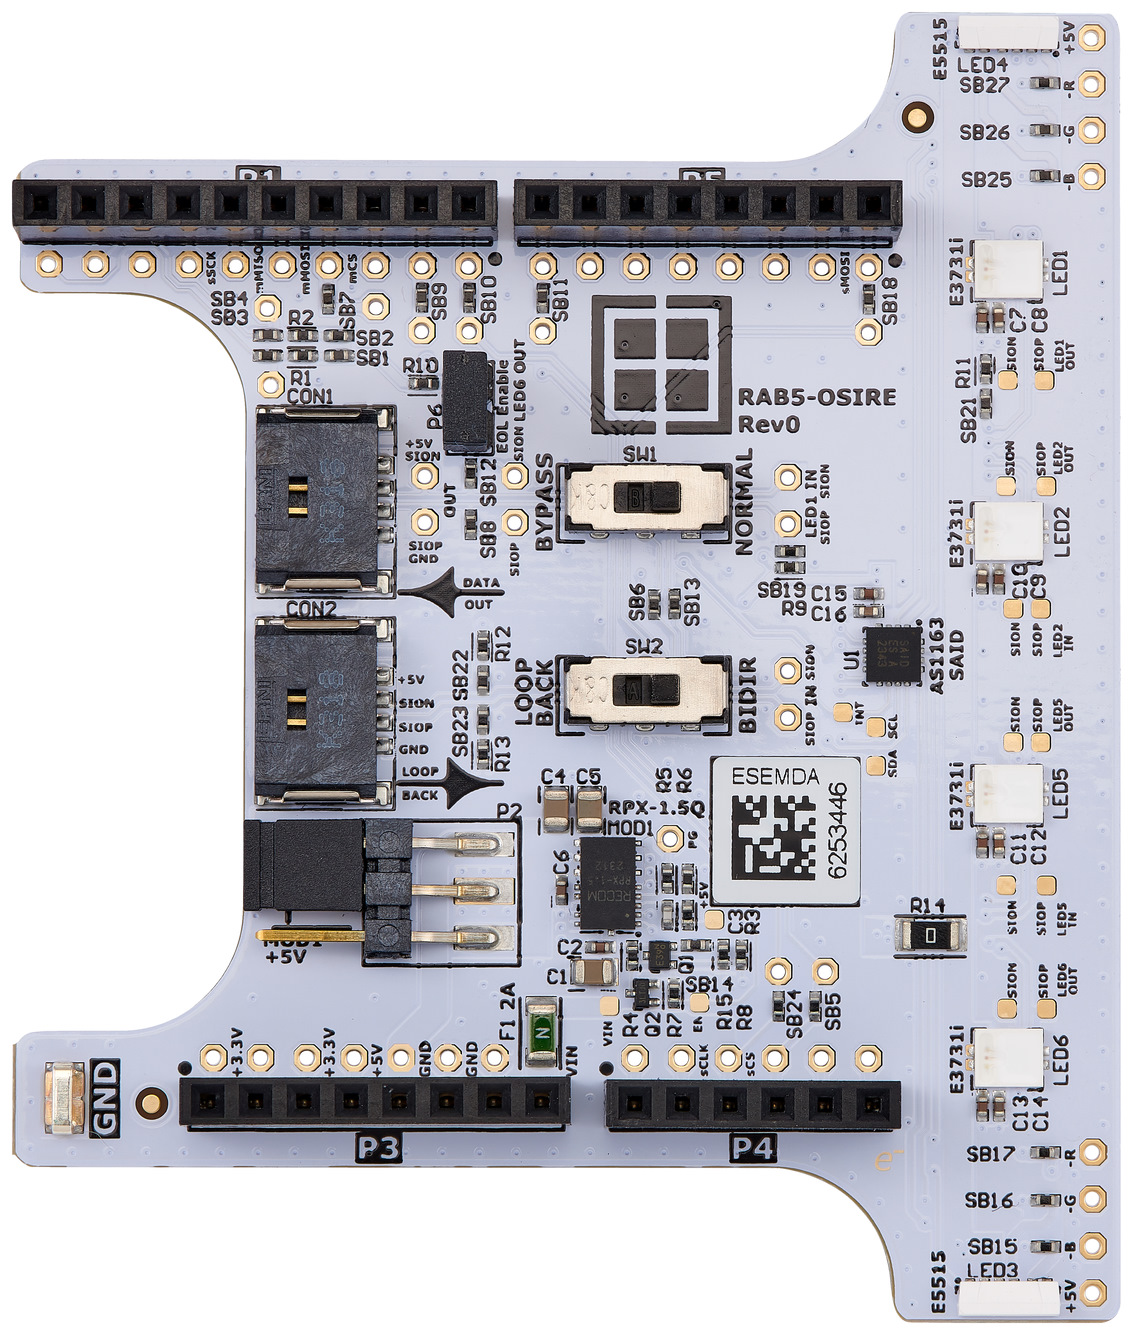 E5515
+5V
LED4
SB27
-R
SB26
-G
SB25
-B
sSCK
mMOSI
mCS
sMOSI
SB4
SB3
SB7
SB9
SB10
SB11
SB18
R2
SB2
SB1
R1
R10
CON1
P6
EOL Enable
SION LED6 OUT
RAB5-OSIRE
Rev0
E3731i
LED1
C7
C8
R11
SB21
SION
SIOP
LED1
OUT
+5V
SION
OUT
SIOP
GND
SB12
SB8
SIOP
BYPASS
SW1
NORMAL
LED1 IN
SIOP SION
SION
SIOP
LED2
OUT
E3731i
LED2
C10
C9
SION
SIOP
LED2
IN
DATA
OUT
CON2
SB19
R9
C15
C16
SB6
SB13
U1
AS1163
SAID
R12
SB22
SB23
R13
+5V
SION
SIOP
GND
LOOP
BACK
LOOP
BACK
SW2
BIDIR
SIOP IN SION
INT
SCL
SDA
SION
SIOP
LED5
OUT
E3731i
LED5
C11
C12
SION
SIOP
LED5
IN
P2
MOD1
+5V
C4
C5
R5
R6
RPX-1.5Q
MOD1
PG
C6
RECOM
RPX-1.5
2312
+5V
C3
R3
C2
C1
Q1
SB14
VIN
R4
Q2
R7
EN
R15
R8
SB24
SB5
ESEMDA
6253446
R14
0
SION
SIOP
LED6
OUT
E3731i
LED6
C13
C14
F1 2A
N
VIN
+3.3V
+3.3V
+5V
GND
GND
sCLK
sCS
GND
P3
P4
e-
SB17
-R
SB16
-G
SB15
-B
LED3
E5515
+5V